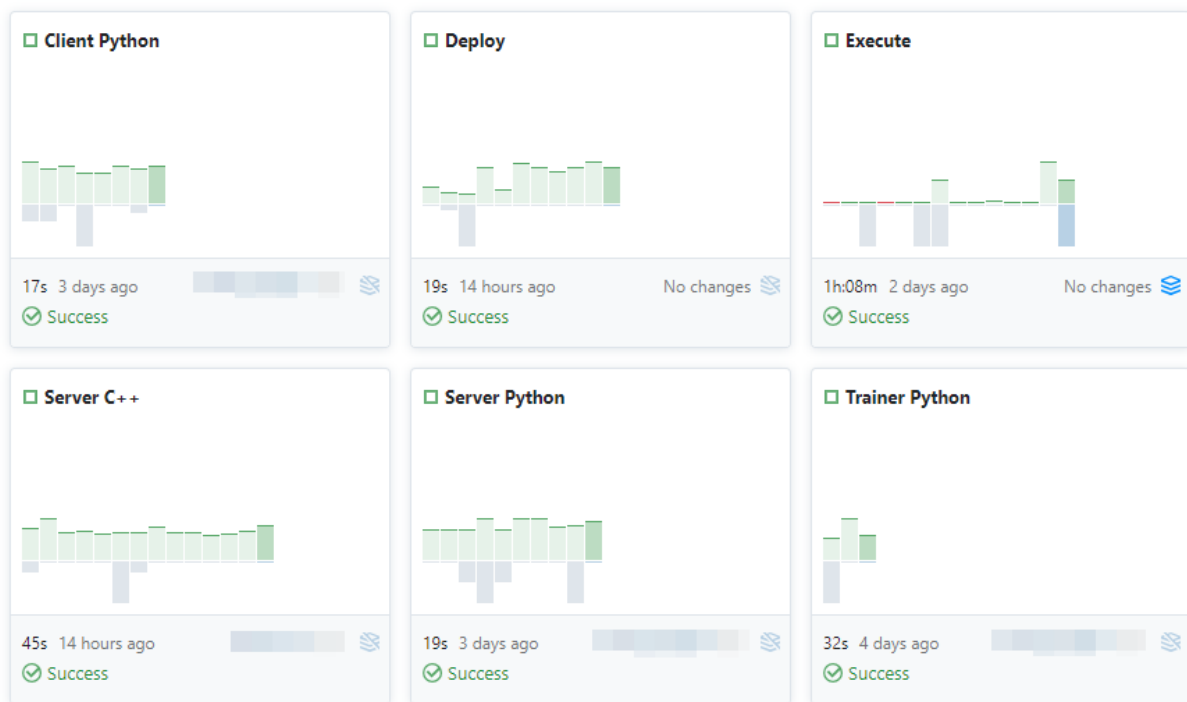 Client Python
Deploy
Execute
17s 3 days ago
Success
19s 14 hours ago No changes
Success
1h:08m 2 days ago No changes
Success
Server C++
Server Python
Trainer Python
45s 14 hours ago
Success
19s 3 days ago
Success
32s 4 days ago
Success